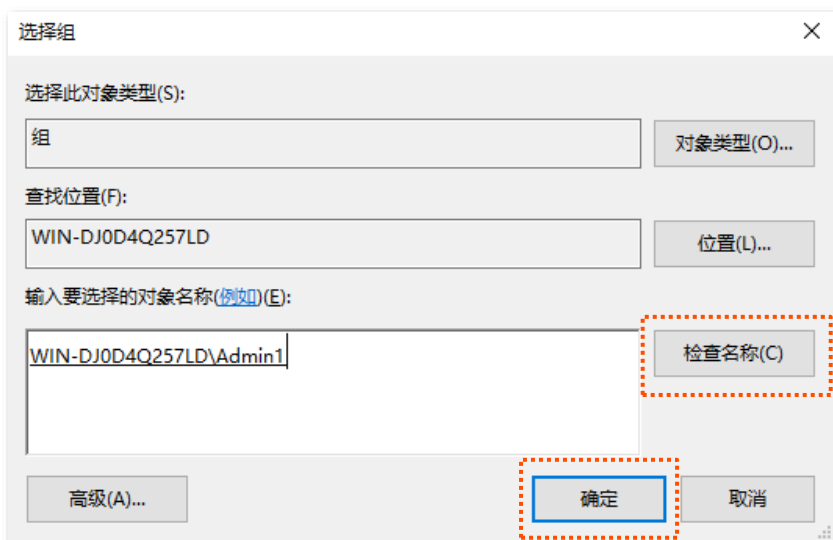 选择组
选择此对象类型(S):
组
对象类型(O)...
查找位置(F):
WIN-DJ0D4Q257LD
位置(L)...
输入要选择的对象名称(例如)(E):
WIN-DJ0D4Q257LD\Admin1
检查名称(C)
高级(A)...
确定
取消